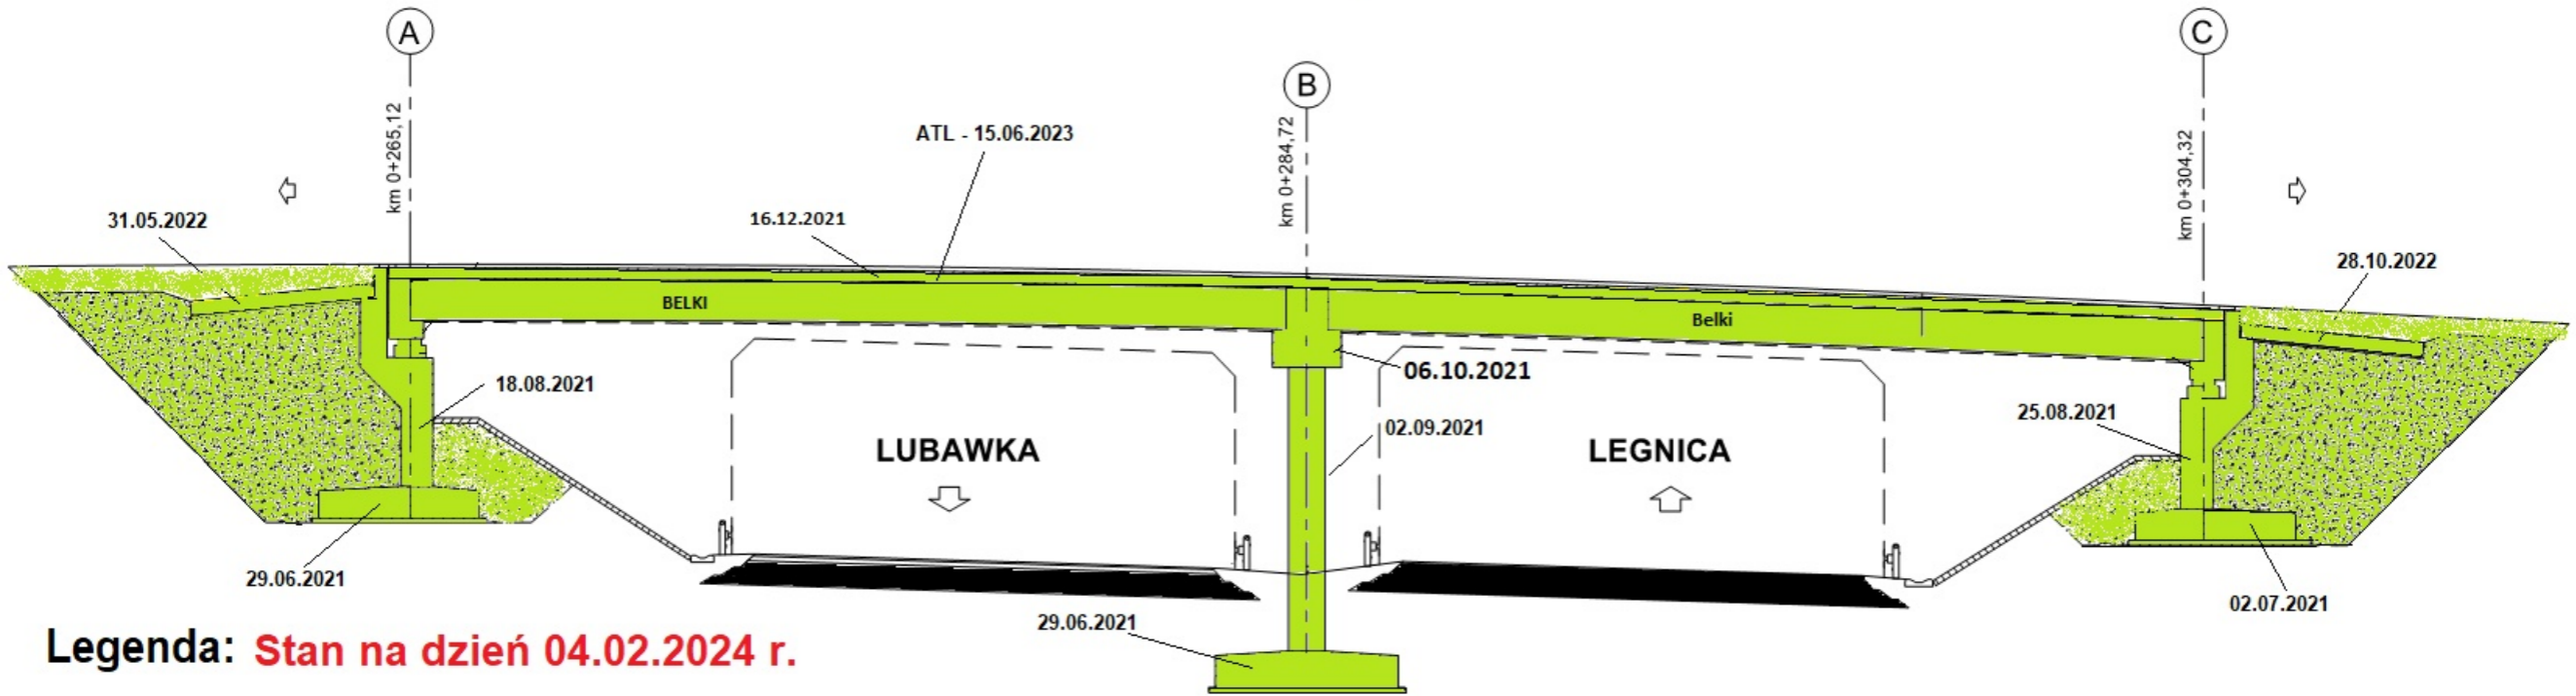 A
B
C
km 0+265,12
km 0+284,72
km 0+304,32
ATL - 15.06.2023
31.05.2022
16.12.2021
28.10.2022
BELKI
Belki
06.10.2021
18.08.2021
25.08.2021
02.09.2021
LUBAWKA
LEGNICA
29.06.2021
02.07.2021
29.06.2021
Legenda: Stan na dzień 04.02.2024 r.